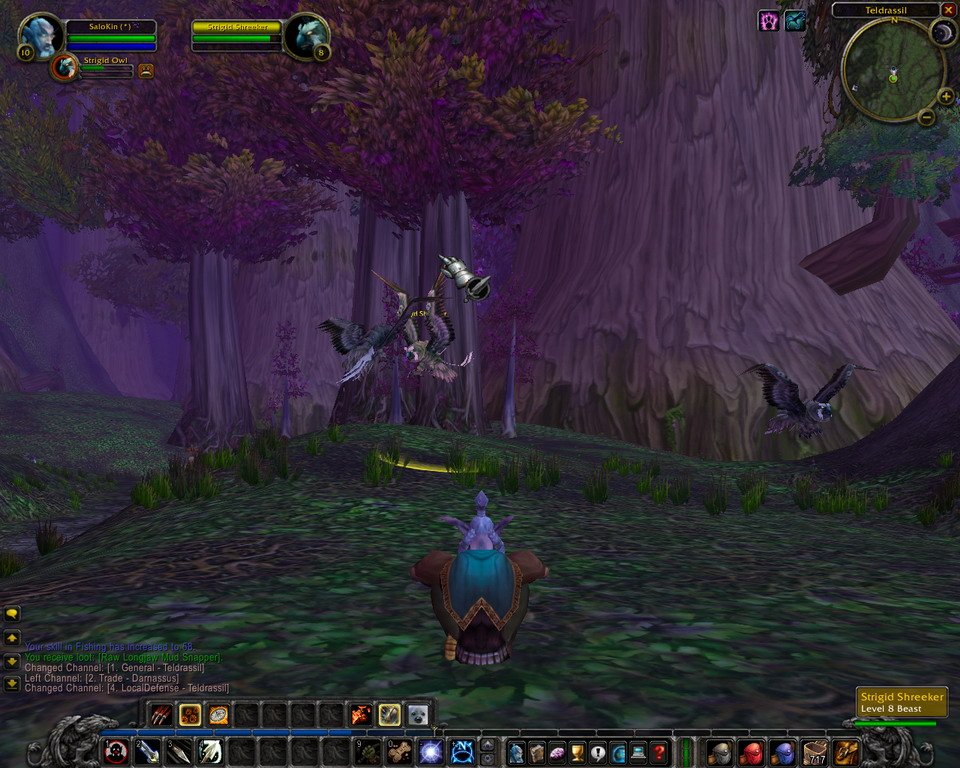 SaloKin (*)
10
Strigid Owl
Strigid Shreeker
8
Teldrassil
N
Your skill in Fishing has increased to 68.
You receive loot: [Raw Longjaw Mud Snapper].
Changed Channel: [1. General - Teldrassil]
Left Channel: [2. Trade - Darnassus]
Changed Channel: [4. LocalDefense - Teldrassil]
Strigid Shreeker
Level 8 Beast
9
717